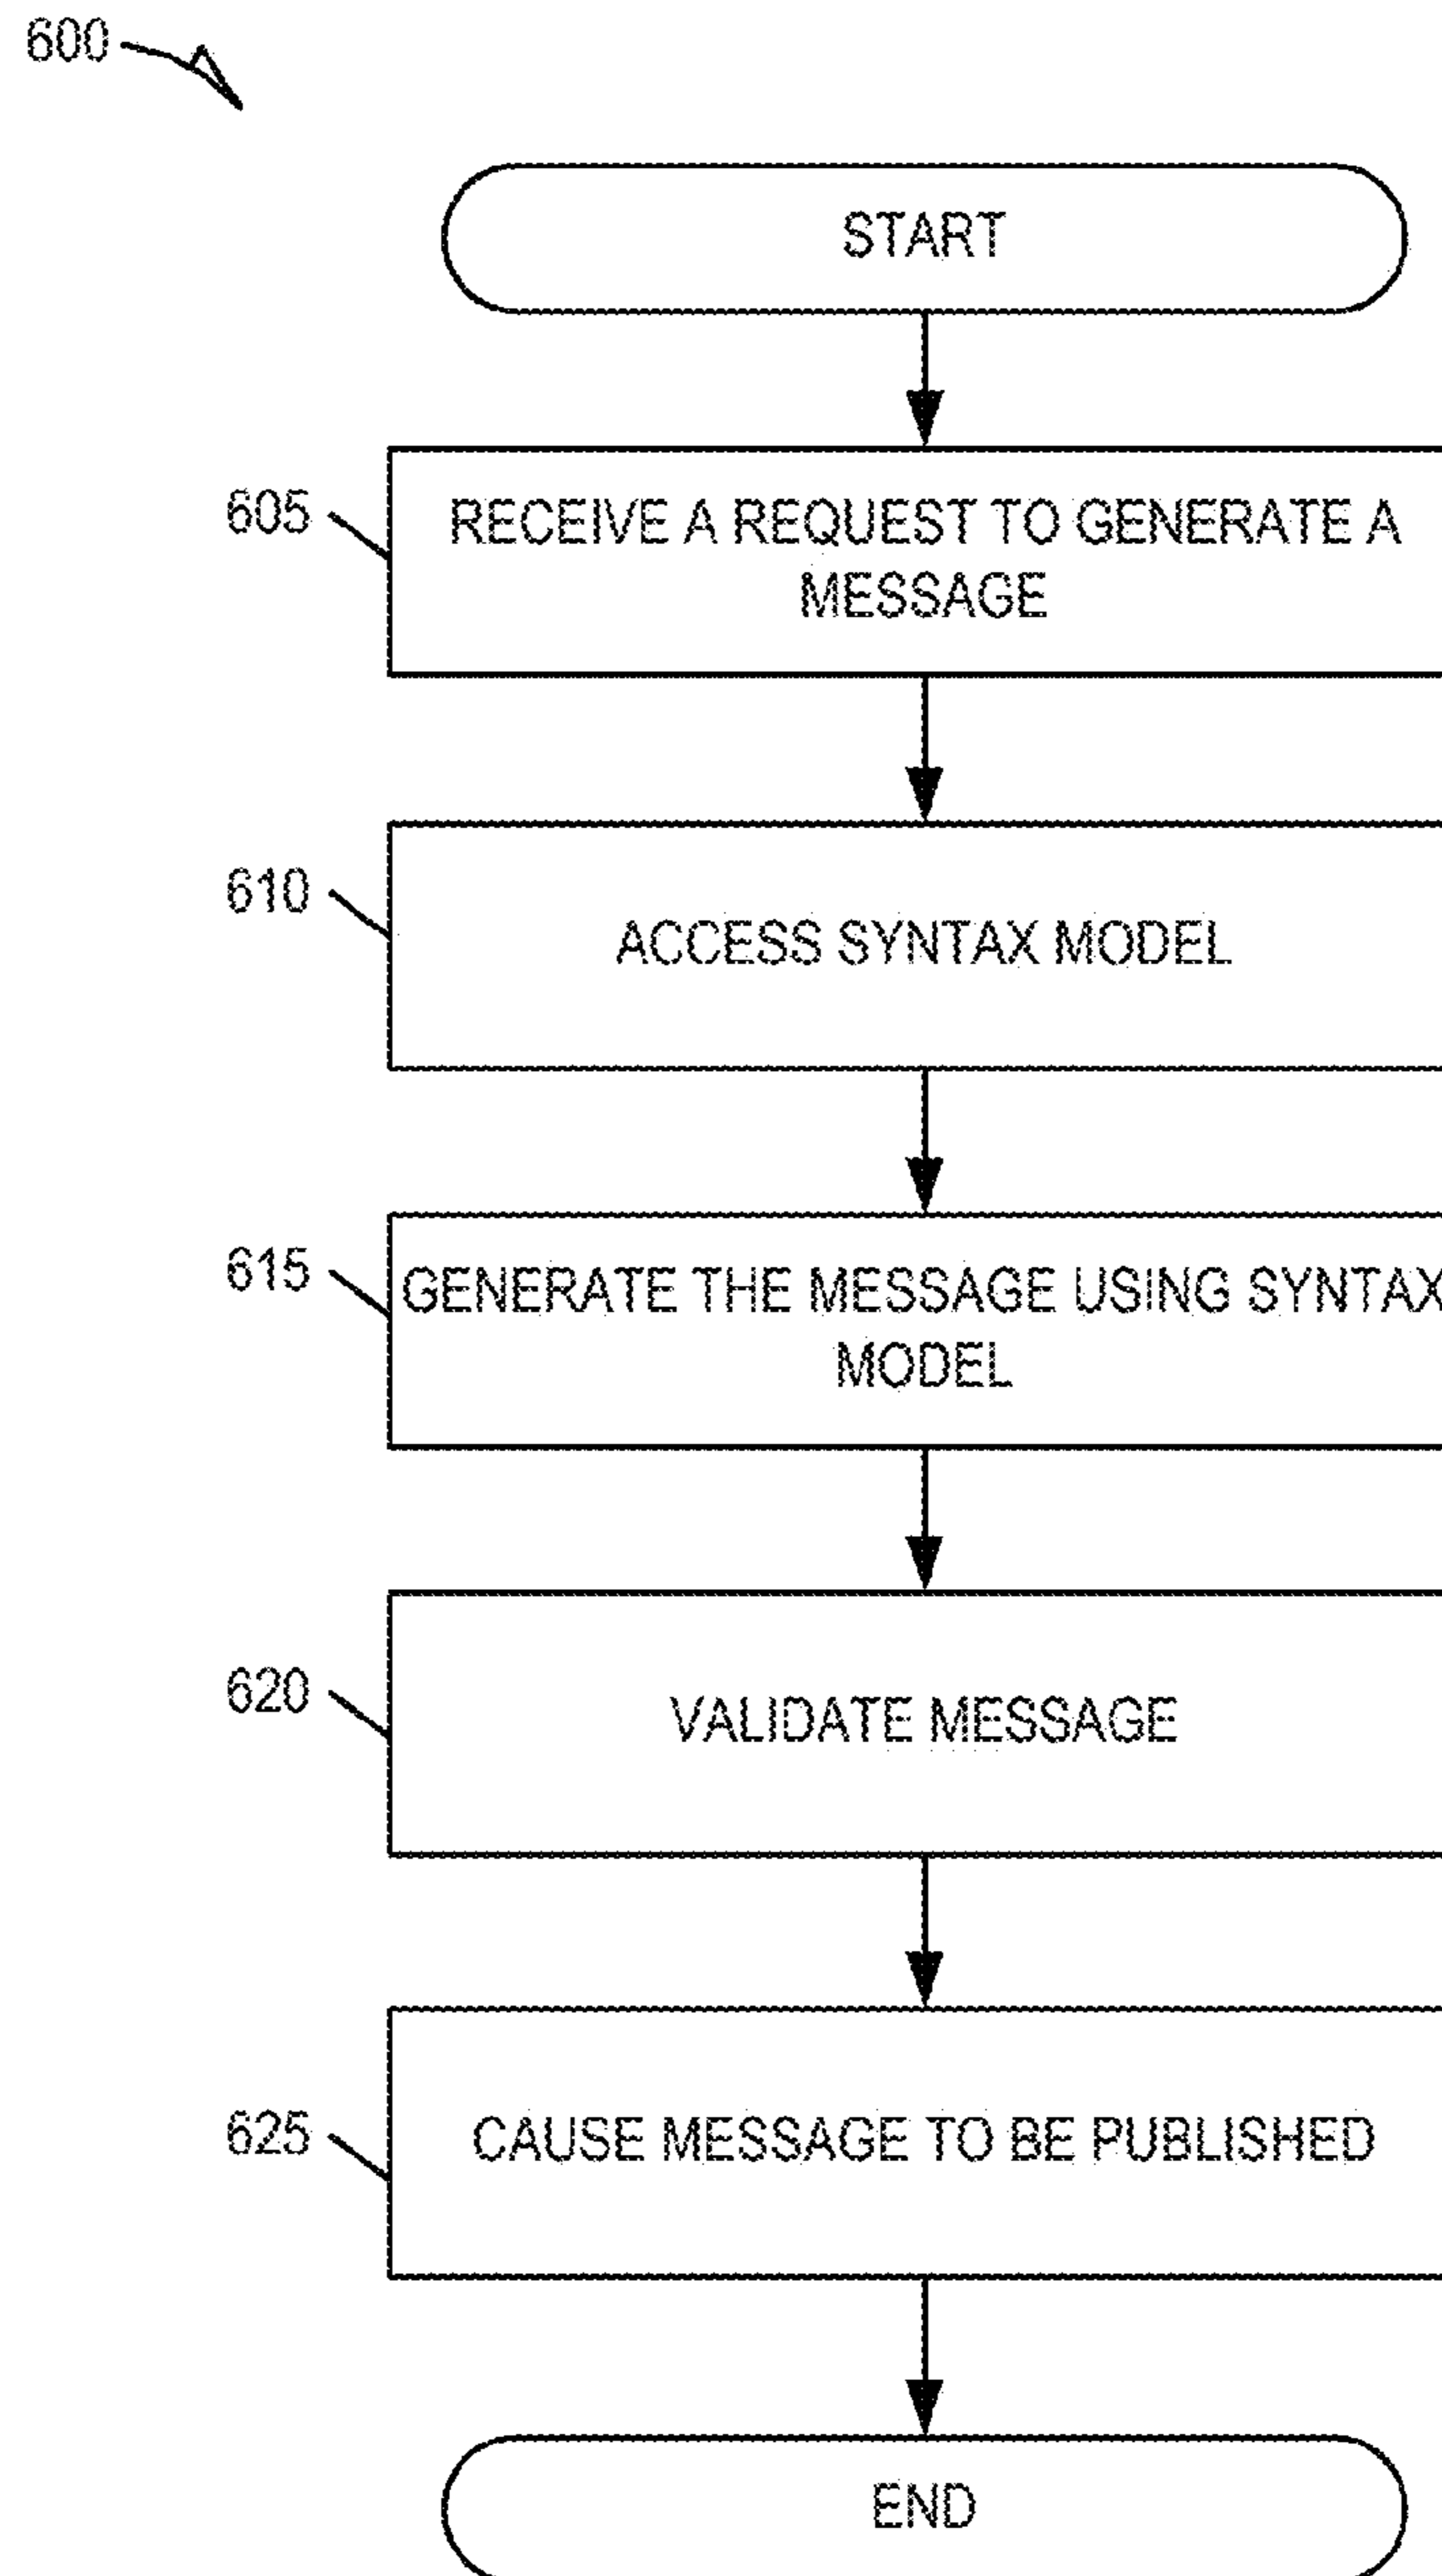 600
START
605
RECEIVE A REQUEST TO GENERATE A
MESSAGE
610
ACCESS SYNTAX MODEL
615
GENERATE THE MESSAGE USING SYNTAX
MODEL
620
VALIDATE MESSAGE
625
CAUSE MESSAGE TO BE PUBLISHED
END